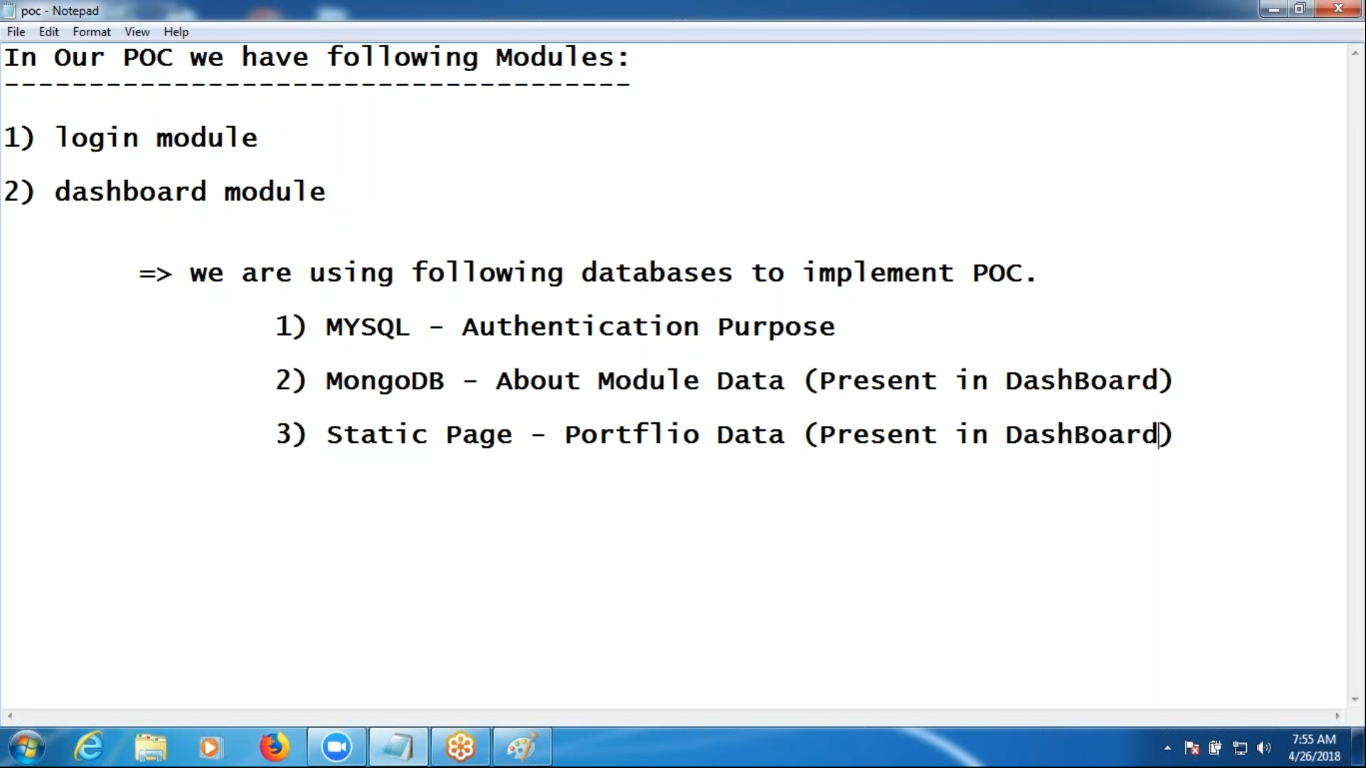 poc - Notepad
File Edit Format View Help
In Our POC we have following Modules:
-------------------------------------
1) login module
2) dashboard module
=> we are using following databases to implement POC.
1) MYSQL - Authentication Purpose
2) MongoDB - About Module Data (Present in DashBoard)
3) Static Page - Portflio Data (Present in DashBoard)
7:55 AM
4/26/2018